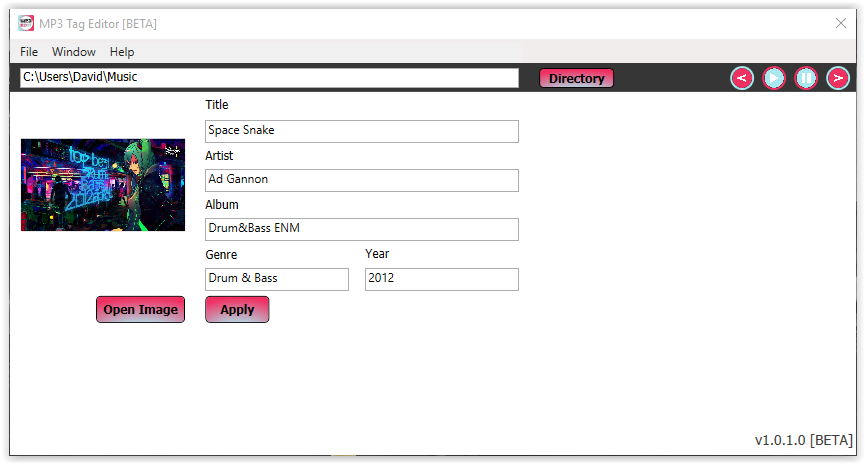 MP3 Tag Editor [BETA]
File Window Help
C:\Users\David\Music
Directory
Title
Space Snake
Artist
Ad Gannon
Album
Drum&Bass ENM
Genre Year
Drum & Bass 2012
Open Image Apply
v1.0.1.0 [BETA]